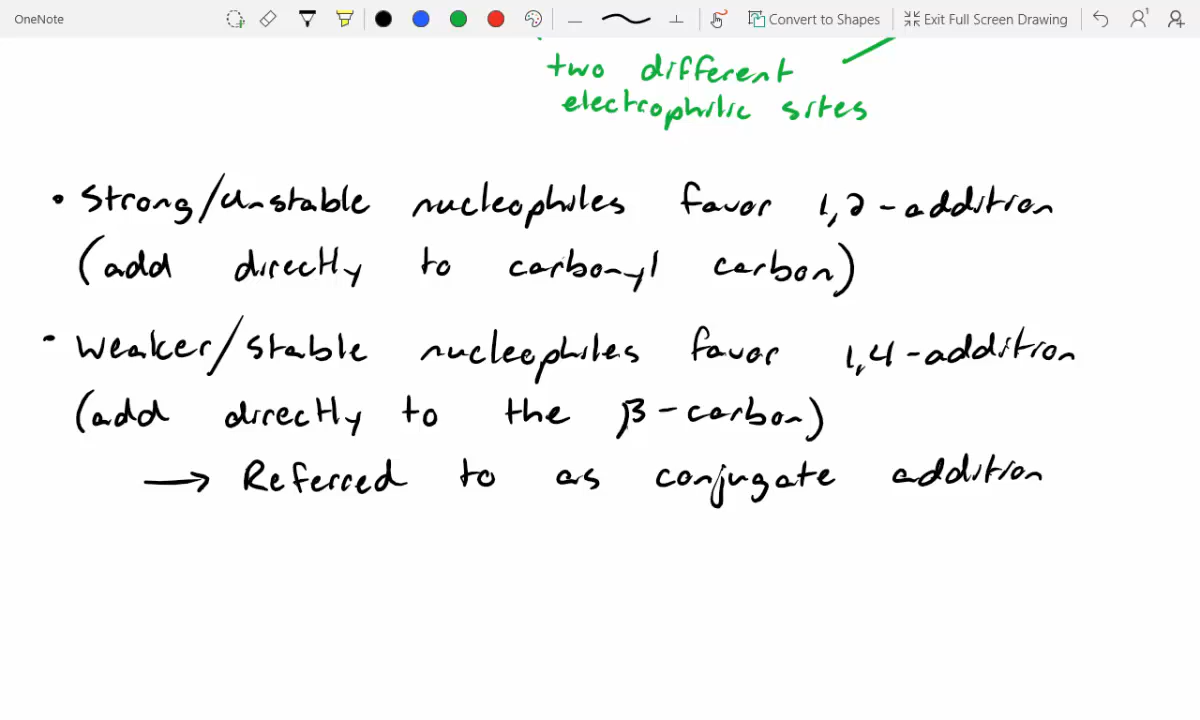 OneNote
Convert to Shapes
Exit Full Screen Drawing
1
two different
electrophilic sites
• Strong/Unstable nucleophiles favor 1,2-addition
(add directly to carbonyl carbon)
• Weaker/stable nucleophiles favor 1,4-addition
(add directly to the β-carbon)
→ Referred to as conjugate addition